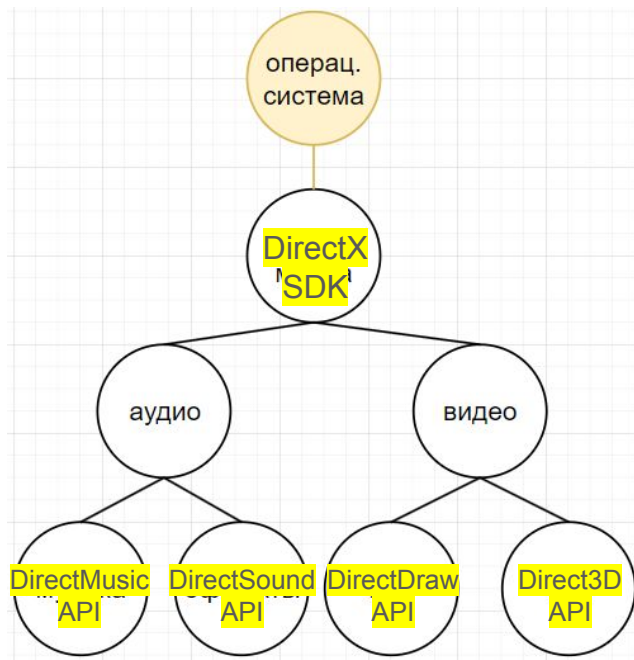 операц.
система
DirectX
SDK
аудио
видео
DirectMusic
API
DirectSound
API
DirectDraw
API
Direct3D
API